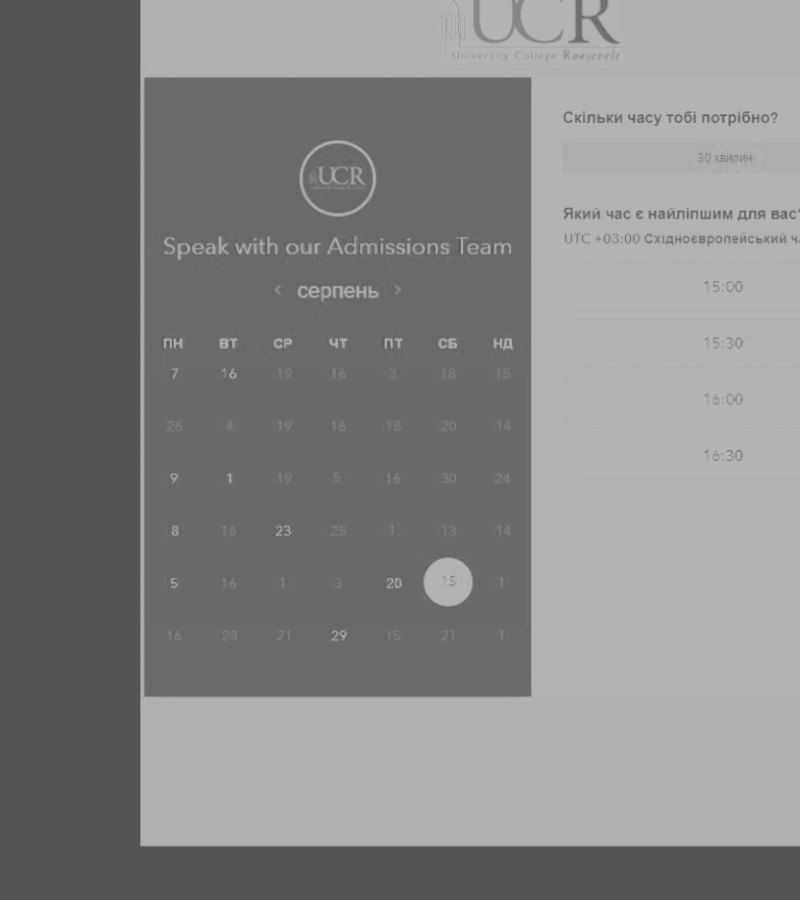 UCR
University College Roosevelt
UCR
Speak with our Admissions Team
‹ серпень ›
ПН ВТ СР ЧТ ПТ СБ НД
7 16 19 16 3 18 15
26 4 19 16 18 20 14
9 1 19 5 16 30 24
8 16 23 25 1 13 14
5 16 1 3 20 15 1
16 28 21 29 15 21 1
Скільки часу тобі потрібно?
30 хвилин
Який час є найліпшим для вас?
UTC +03:00 Східноєвропейський ча
15:00
15:30
16:00
16:30